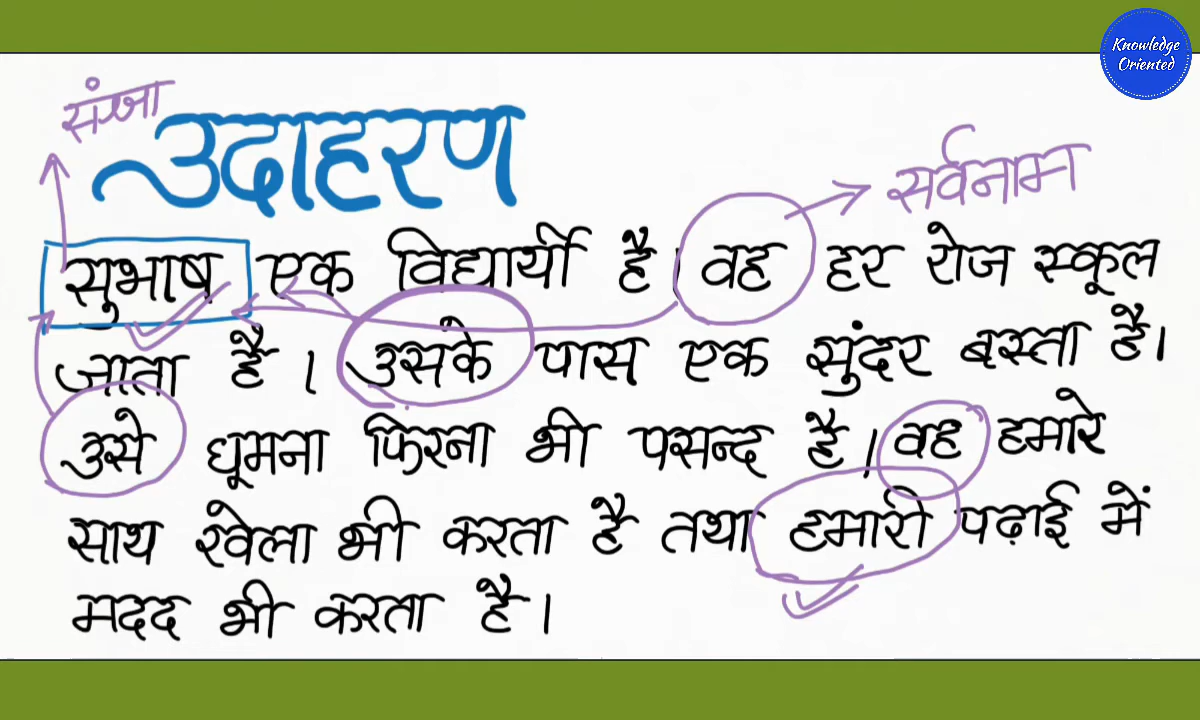 Knowledge
Oriented
संज्ञा
उदाहरण
सर्वनाम
सुभाष एक विद्यार्थी है। वह हर रोज स्कूल
जाता है। उसके पास एक सुंदर बस्ता है।
उसे घूमना फिरना भी पसन्द है। वह हमारे
साथ खेला भी करता है तथा हमारी पढ़ाई में
मदद भी करता है।